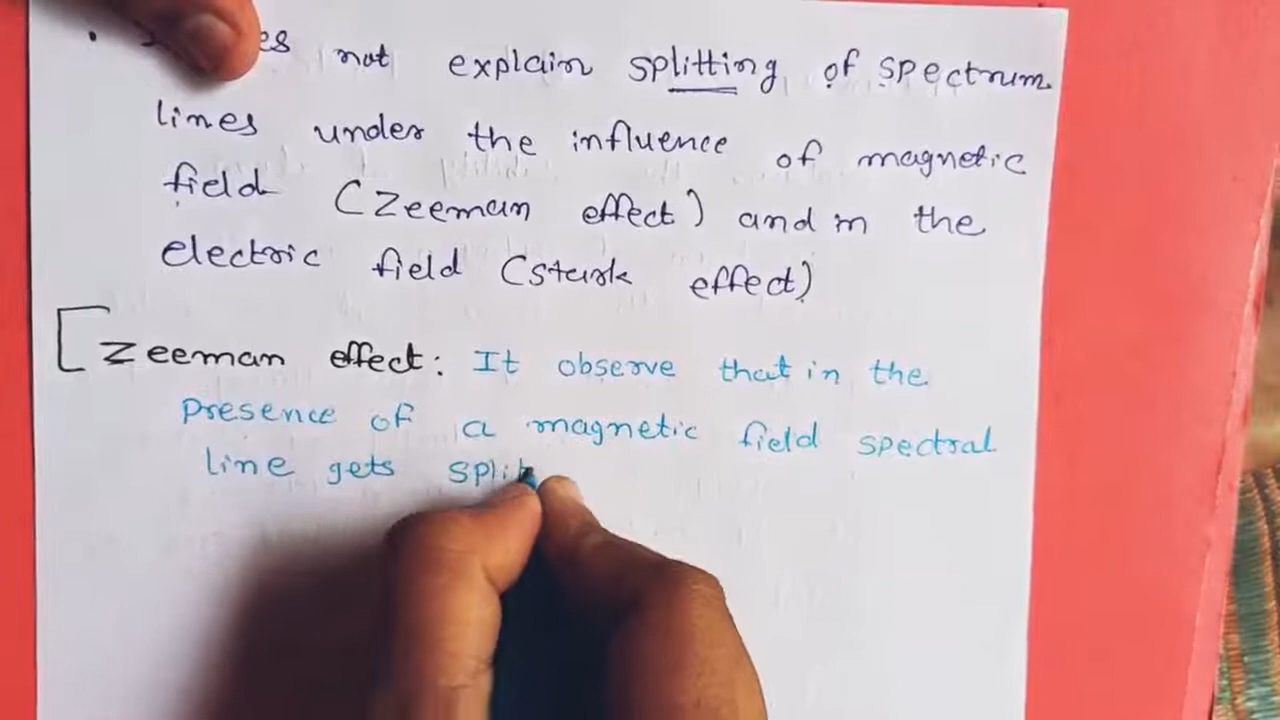 not explain splitting of spectrum
lines under the influence of magnetic
field (Zeeman effect) and in the
electric field (Stark effect)
Zeeman effect: It observe that in the
presence of a magnetic field spectral
line gets split